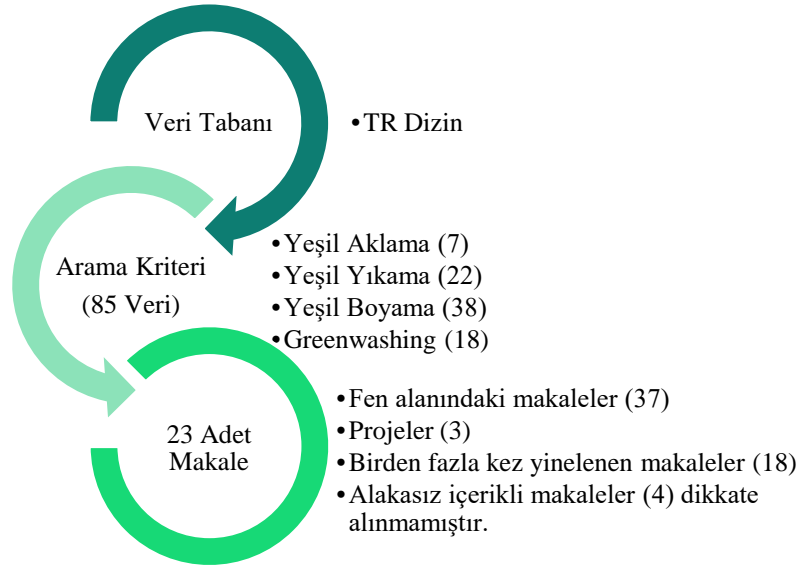 Veri Tabanı
•TR Dizin
Arama Kriteri
(85 Veri)
•Yeşil Aklama (7)
•Yeşil Yıkama (22)
•Yeşil Boyama (38)
•Greenwashing (18)
23 Adet
Makale
•Fen alanındaki makaleler (37)
•Projeler (3)
•Birden fazla kez yinelenen makaleler (18)
•Alakasız içerikli makaleler (4) dikkate
alınmamıştır.